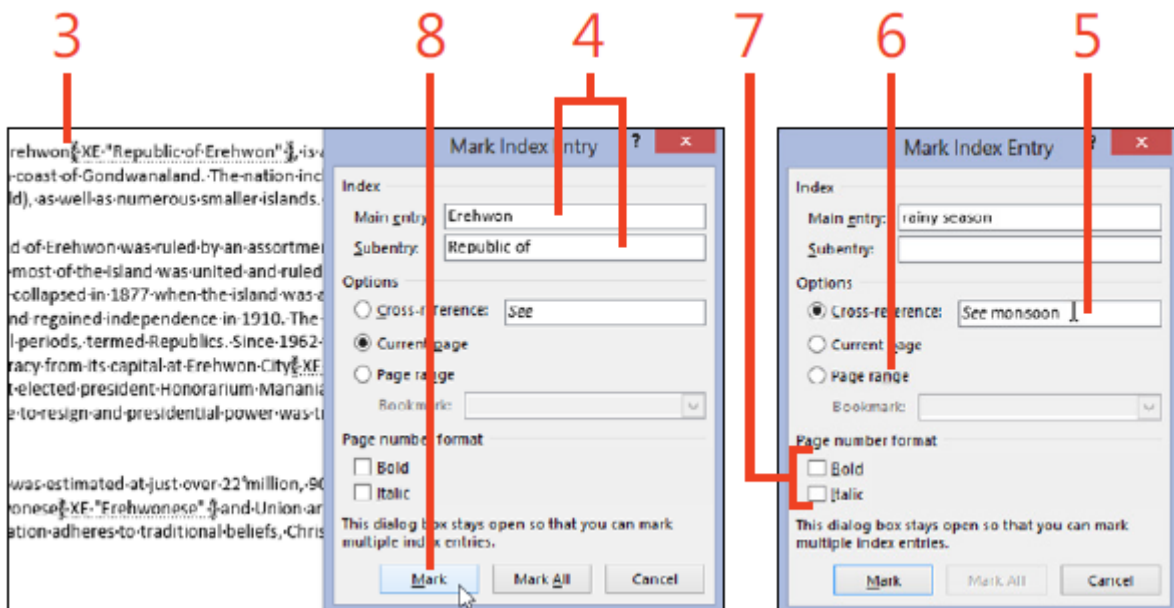 3 8 4 7 6 5
rehwon{·XE·"Republic·of·Erehwon"·},·is·a
·coast·of·Gondwanaland.·The·nation·incl
ld),·as·well·as·numerous·smaller·islands.·
d·of·Erehwon·was·ruled·by·an·assortme
·most·of·the·island·was·united·and·ruled
·collapsed·in·1877·when·the·island·was·a
nd·regained·independence·in·1910.·The·
l·periods,·termed·Republics.·Since·1962·
racy·from·its·capital·at·Erehwon·City{·XE
t·elected·president·Honorarium·Manania
e·to·resign·and·presidential·power·was·t
was·estimated·at·just·over·22°million,·90
onese{·XE·"Erehwonese"·}·and·Union·ar
ation·adheres·to·traditional·beliefs,·Chris
Mark Index Entry ? x
Index
Main entry: Erehwon
Subentry: Republic of
Options
Cross-reference: See
Current page
Page range
Bookmark:
Page number format
Bold
Italic
This dialog box stays open so that you can mark
multiple index entries.
Mark Mark All Cancel
Mark Index Entry ? x
Index
Main entry: rainy season
Subentry:
Options
Cross-reference: See monsoon
Current page
Page range
Bookmark:
Page number format
Bold
Italic
This dialog box stays open so that you can mark
multiple index entries.
Mark Mark All Cancel